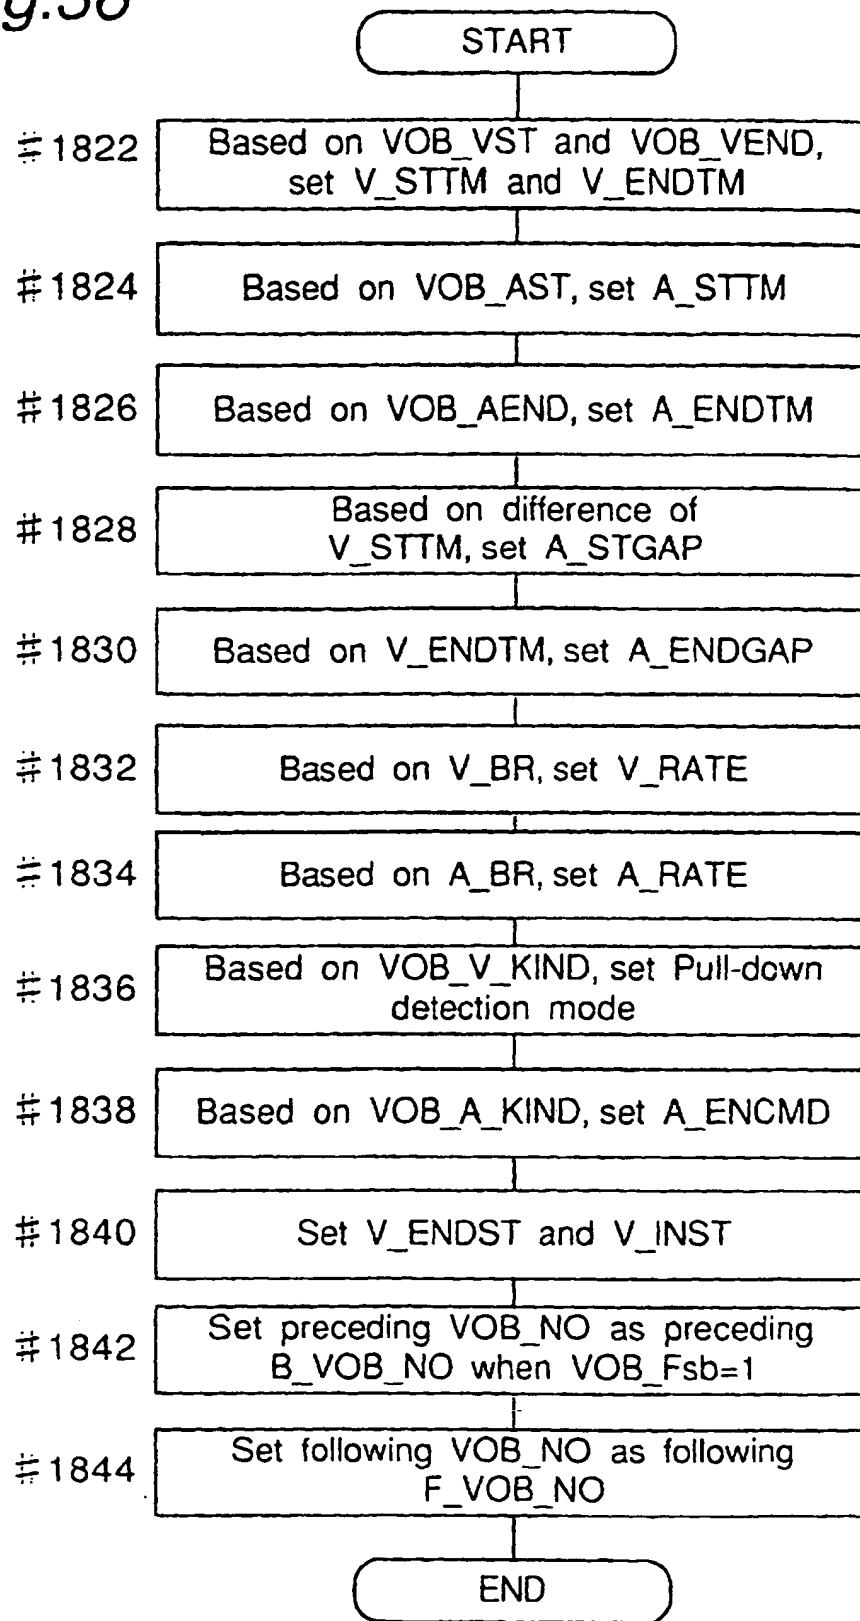 START
#1822
Based on VOB_VST and VOB_VEND,
set V_STTM and V_ENDTM
#1824
Based on VOB_AST, set A_STTM
#1826
Based on VOB_AEND, set A_ENDTM
#1828
Based on difference of
V_STTM, set A_STGAP
#1830
Based on V_ENDTM, set A_ENDGAP
#1832
Based on V_BR, set V_RATE
#1834
Based on A_BR, set A_RATE
#1836
Based on VOB_V_KIND, set Pull-down
detection mode
#1838
Based on VOB_A_KIND, set A_ENCMD
#1840
Set V_ENDST and V_INST
#1842
Set preceding VOB_NO as preceding
B_VOB_NO when VOB_Fsb=1
#1844
Set following VOB_NO as following
F_VOB_NO
END